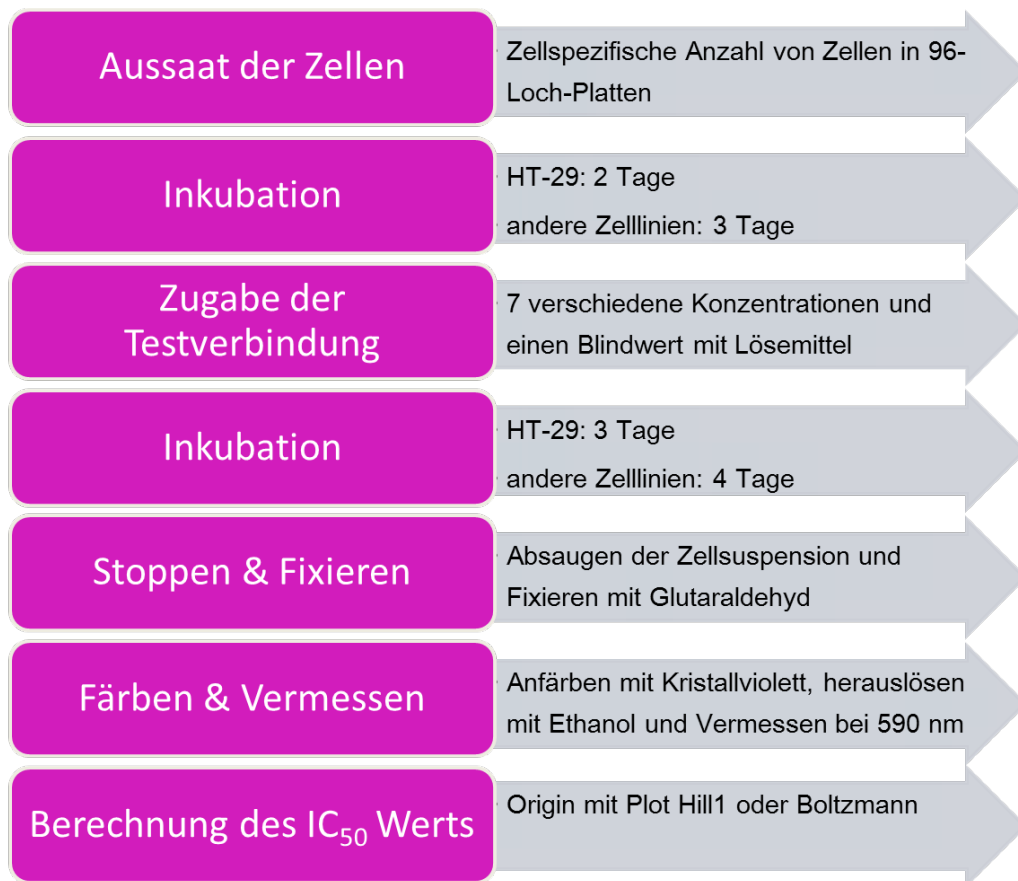 Aussaat der Zellen
Zellspezifische Anzahl von Zellen in 96-
Loch-Platten
Inkubation
HT-29: 2 Tage
andere Zelllinien: 3 Tage
Zugabe der
Testverbindung
7 verschiedene Konzentrationen und
einen Blindwert mit Lösemittel
Inkubation
HT-29: 3 Tage
andere Zelllinien: 4 Tage
Stoppen & Fixieren
Absaugen der Zellsuspension und
Fixieren mit Glutaraldehyd
Färben & Vermessen
Anfärben mit Kristallviolett, herauslösen
mit Ethanol und Vermessen bei 590 nm
Berechnung des IC₅₀ Werts
Origin mit Plot Hill1 oder Boltzmann